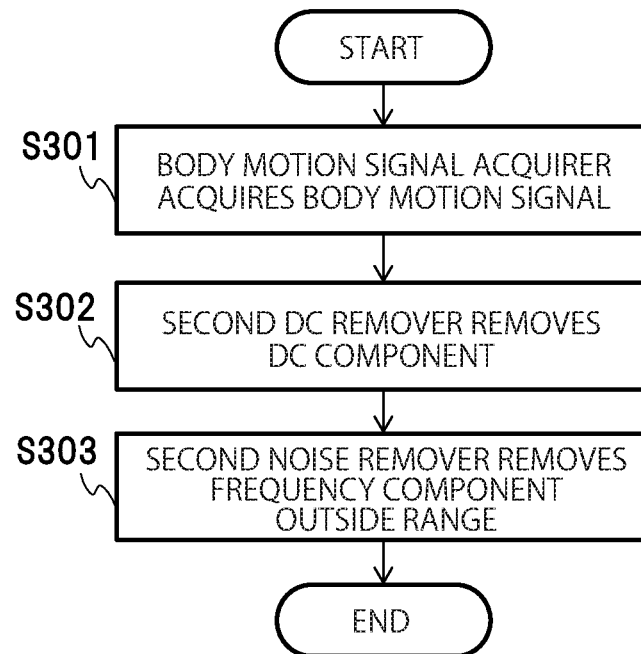 START
S301
BODY MOTION SIGNAL ACQUIRER
ACQUIRES BODY MOTION SIGNAL
S302
SECOND DC REMOVER REMOVES
DC COMPONENT
S303
SECOND NOISE REMOVER REMOVES
FREQUENCY COMPONENT
OUTSIDE RANGE
END